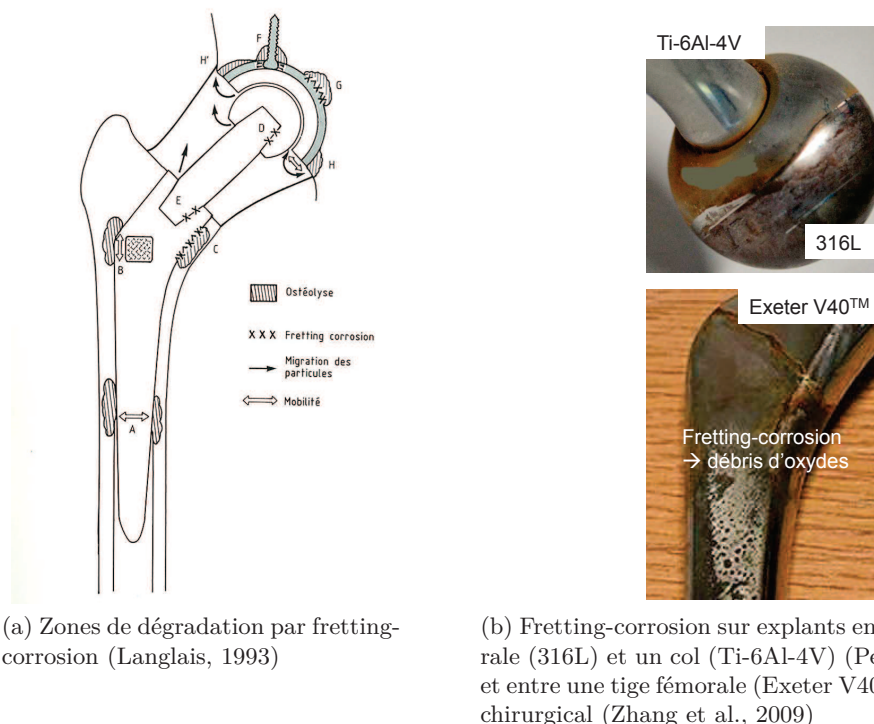 F
H'
G
D
H
E
C
B
Ostéolyse
XXX Fretting corrosion
Migration des
particules
Mobilité
A
Ti-6Al-4V
316L
Exeter V40TM
Fretting-corrosion
→ débris d'oxydes
(a) Zones de dégradation par fretting-
corrosion (Langlais, 1993)
(b) Fretting-corrosion sur explants en
rale (316L) et un col (Ti-6Al-4V) (Pe
et entre une tige fémorale (Exeter V40
chirurgical (Zhang et al., 2009)